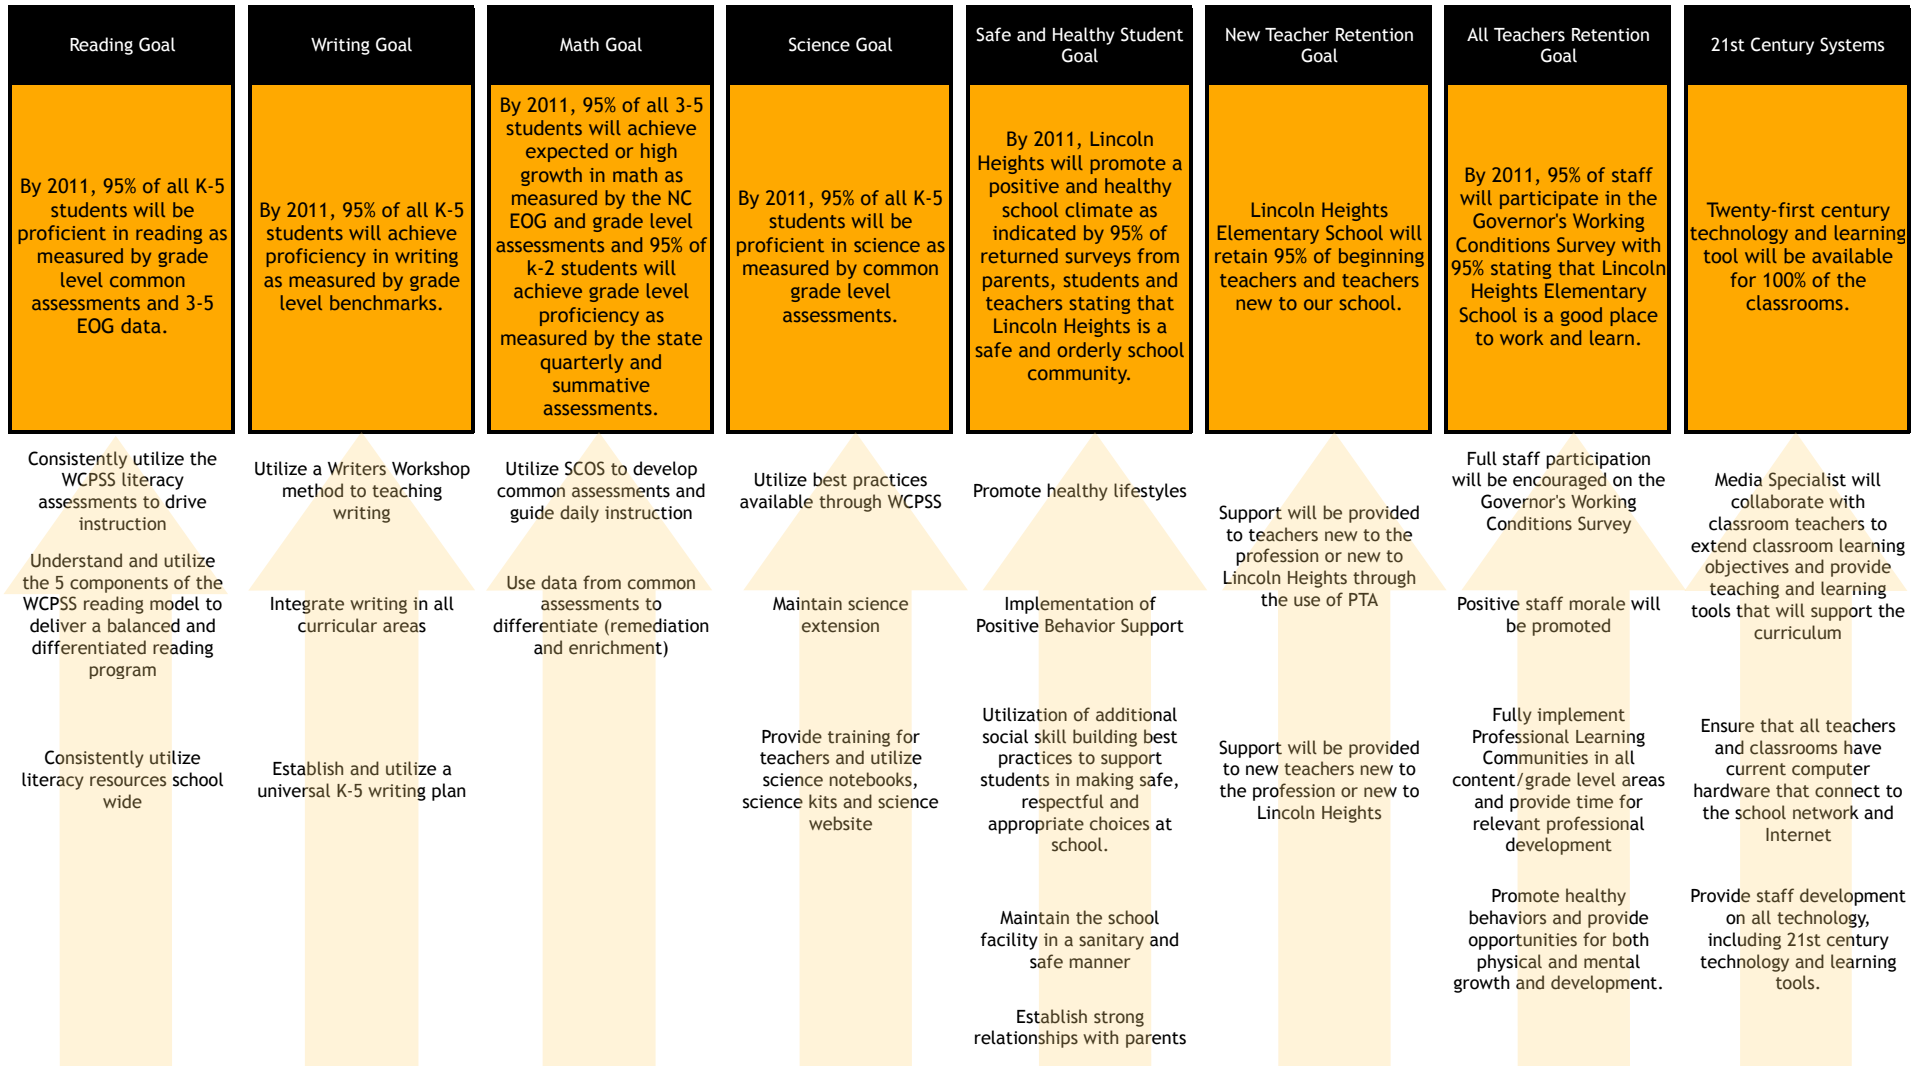 Reading Goal
By 2011, 95% of all K-5
students will be
proficient in reading as
measured by grade
level common
assessments and 3-5
EOG data.
Consistently utilize the
WCPSS literacy
assessments to drive
instruction
Understand and utilize
the 5 components of the
WCPSS reading model to
deliver a balanced and
differentiated reading
program
Consistently utilize
literacy resources school
wide
Writing Goal
By 2011, 95% of all K-5
students will achieve
proficiency in writing
as measured by grade
level benchmarks.
Utilize a Writers Workshop
method to teaching
writing
Integrate writing in all
curricular areas
Establish and utilize a
universal K-5 writing plan
Math Goal
By 2011, 95% of all 3-5
students will achieve
expected or high
growth in math as
measured by the NC
EOG and grade level
assessments and 95% of
k-2 students will
achieve grade level
proficiency as
measured by the state
quarterly and
summative
assessments.
Utilize SCOS to develop
common assessments and
guide daily instruction
Use data from common
assessments to
differentiate (remediation
and enrichment)
Science Goal
By 2011, 95% of all K-5
students will be
proficient in science as
measured by common
grade level
assessments.
Utilize best practices
available through WCPSS
Maintain science
extension
Provide training for
teachers and utilize
science notebooks,
science kits and science
website
Safe and Healthy Student
Goal
By 2011, Lincoln
Heights will promote a
positive and healthy
school climate as
indicated by 95% of
returned surveys from
parents, students and
teachers stating that
Lincoln Heights is a
safe and orderly school
community.
Promote healthy lifestyles
Implementation of
Positive Behavior Support
Utilization of additional
social skill building best
practices to support
students in making safe,
respectful and
appropriate choices at
school.
Maintain the school
facility in a sanitary and
safe manner
Establish strong
relationships with parents
New Teacher Retention
Goal
Lincoln Heights
Elementary School will
retain 95% of beginning
teachers and teachers
new to our school.
Support will be provided
to teachers new to the
profession or new to
Lincoln Heights through
the use of PTA
Support will be provided
to new teachers new to
the profession or new to
Lincoln Heights
All Teachers Retention
Goal
By 2011, 95% of staff
will participate in the
Governor's Working
Conditions Survey with
95% stating that Lincoln
Heights Elementary
School is a good place
to work and learn.
Full staff participation
will be encouraged on the
Governor's Working
Conditions Survey
Positive staff morale will
be promoted
Fully implement
Professional Learning
Communities in all
content/grade level areas
and provide time for
relevant professional
development
Promote healthy
behaviors and provide
opportunities for both
physical and mental
growth and development.
21st Century Systems
Twenty-first century
technology and learning
tool will be available
for 100% of the
classrooms.
Media Specialist will
collaborate with
classroom teachers to
extend classroom learning
objectives and provide
teaching and learning
tools that will support the
curriculum
Ensure that all teachers
and classrooms have
current computer
hardware that connect to
the school network and
Internet
Provide staff development
on all technology,
including 21st century
technology and learning
tools.